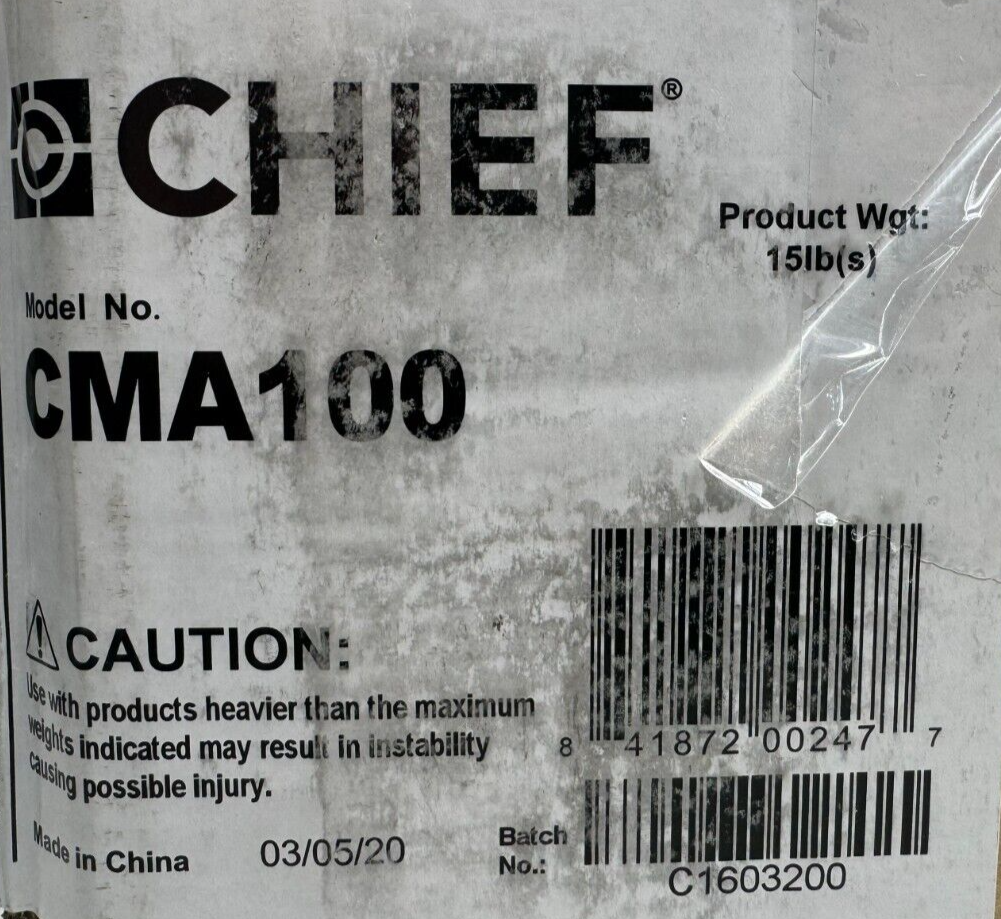 CHIEF®
Product Wgt:
15lb(s)
Model No.
CMA100
CAUTION:
Use with products heavier than the maximum
weights indicated may result in instability
causing possible injury.
8 41872 00247 7
Made in China
03/05/20
Batch
No.:
C1603200